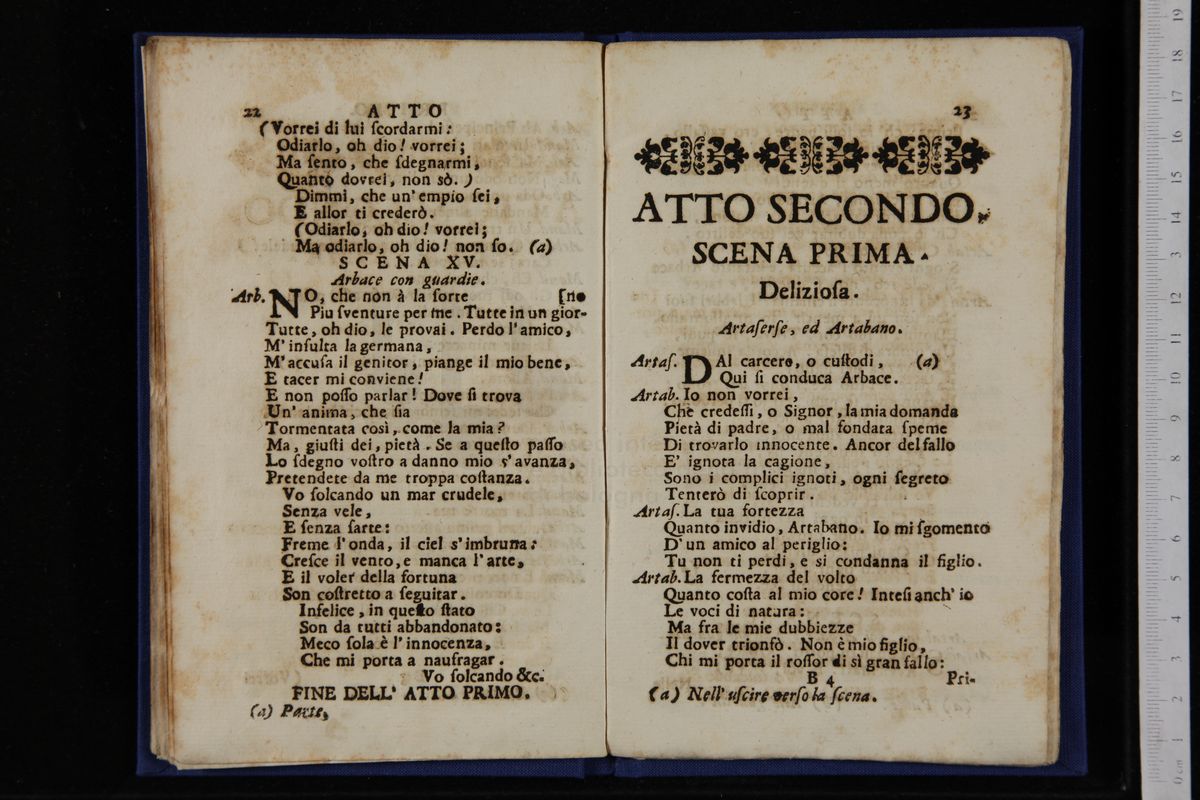 22 ATTO
(Vorrei di lui ſcordarmi:
Odiarlo, oh dio! vorrei;
Ma ſento, che ſdegnarmi,
Quanto dovrei, non sò.)
Dimmi, che un' empio ſei,
E allor ti crederò.
(Odiarlo, oh dio! vorrei;
Ma odiarlo, oh dio! non ſo. (a)
SCENA XV.
Arbace con guardie.
Arb. NO, che non à la ſorte [no
Piu ſventure per me. Tutte in un gior-
Tutte, oh dio, le provai. Perdo l'amico,
M' inſulta la germana,
M' accuſa il genitor, piange il mio bene,
E tacer mi conviene!
E non poſſo parlar! Dove ſi trova
Un' anima, che ſia
Tormentata così, come la mia?
Ma, giuſti dei, pietà. Se a queſto paſſo
Lo ſdegno voſtro a danno mio s' avanza,
Pretendete da me troppa coſtanza.
Vo ſolcando un mar crudele,
Senza vele,
E ſenza ſarte:
Freme l'onda, il ciel s'imbruna:
Creſce il vento, e manca l'arte,
E il voler della fortuna
Son coſtretto a ſeguitar.
Infelice, in queſto ſtato
Son da tutti abbandonato:
Meco ſola è l'innocenza,
Che mi porta a naufragar.
Vo ſolcando &c.
FINE DELL' ATTO PRIMO.
(a) Parte,
23
ATTO SECONDO.
SCENA PRIMA.
Delizioſa.
Artaſerſe, ed Artabano.
Artaſ. DAl carcere, o cuſtodi, (a)
Qui ſi conduca Arbace.
Artab. Io non vorrei,
Che credeſſi, o Signor, la mia domanda
Pietà di padre, o mal fondata ſpeme
Di trovarlo innocente. Ancor del fallo
E' ignota la cagione,
Sono i complici ignoti, ogni ſegreto
Tenterò di ſcoprir.
Artaſ. La tua fortezza
Quanto invidio, Artabano. Io mi ſgomento
D' un amico al periglio:
Tu non ti perdi, e si condanna il figlio.
Artab. La fermezza del volto
Quanto coſta al mio core! Inteſi anch' io
Le voci di natura:
Ma fra le mie dubbiezze
Il dover trionfò. Non è mio figlio,
Chi mi porta il roſſor di sì gran fallo:
B 4 Pri-
(a) Nell' uſcire verſo la ſcena.